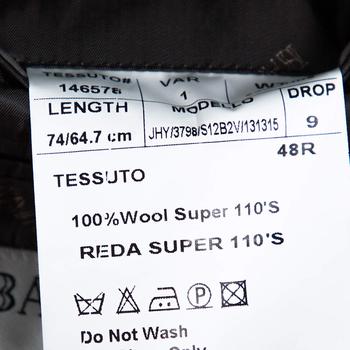 TESSUTO#
146578
VAR
1
LENGTH
74/64.7 cm
MODELLO
JHY/3798/S12B2V/131315
DROP
9
48R
TESSUTO
100%Wool Super 110'S
REDA SUPER 110'S
P
Do Not Wash
Only